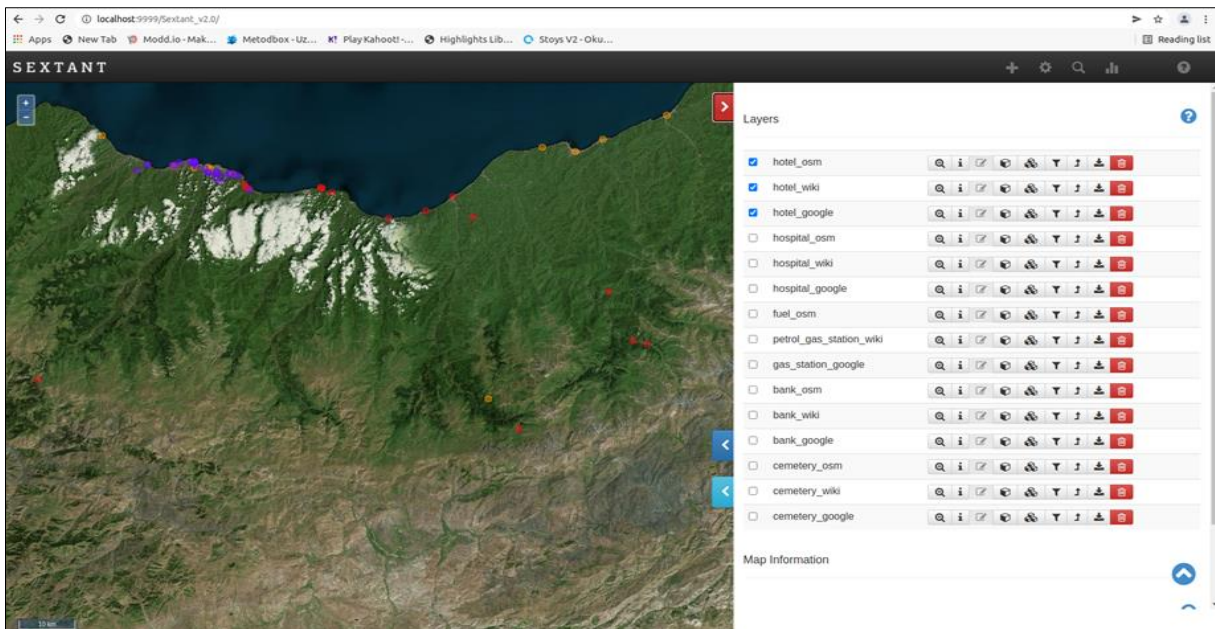 localhost:9999/Sextant_v2.0/
Apps New Tab Modd.io - Mak... Metodbox - Uz... Play Kahoot! -... Highlights Lib... Stoys V2 - Oku... Reading list
SEXTANT
Layers
hotel_osm
hotel_wiki
hotel_google
hospital_osm
hospital_wiki
hospital_google
fuel_osm
petrol_gas_station_wiki
gas_station_google
bank_osm
bank_wiki
bank_google
cemetery_osm
cemetery_wiki
cemetery_google
Map Information
10 km